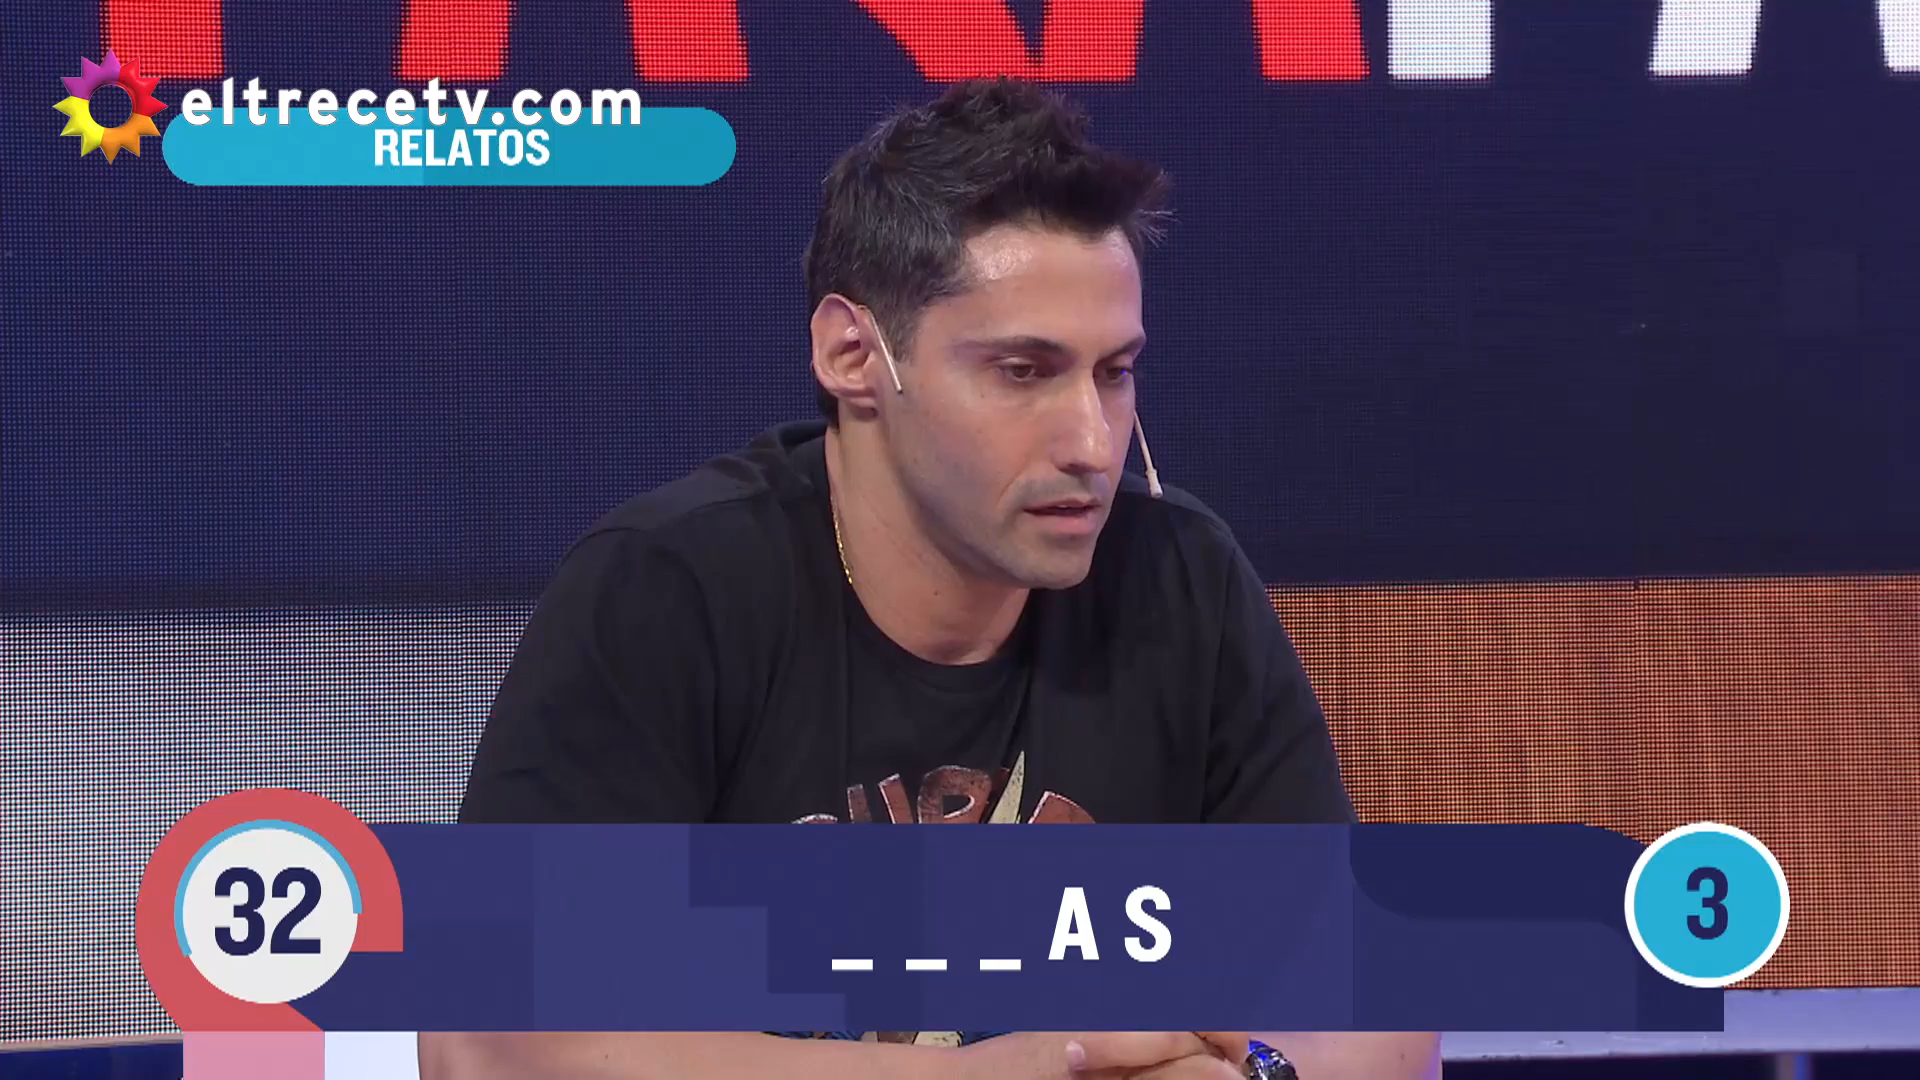 eltrecetv.com
RELATOS
32
_ _ _ A S
3